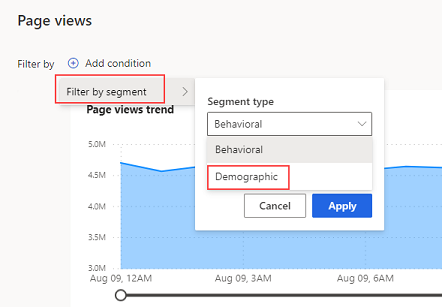 Page views
Filter by Add condition
Filter by segment
Segment type
Page views trend
Behavioral
Behavioral
Demographic
Cancel Apply
5.0M
4.5M
4.0M
3.5M
3.0M
Aug 09, 12AM Aug 09, 3AM Aug 09, 6AM